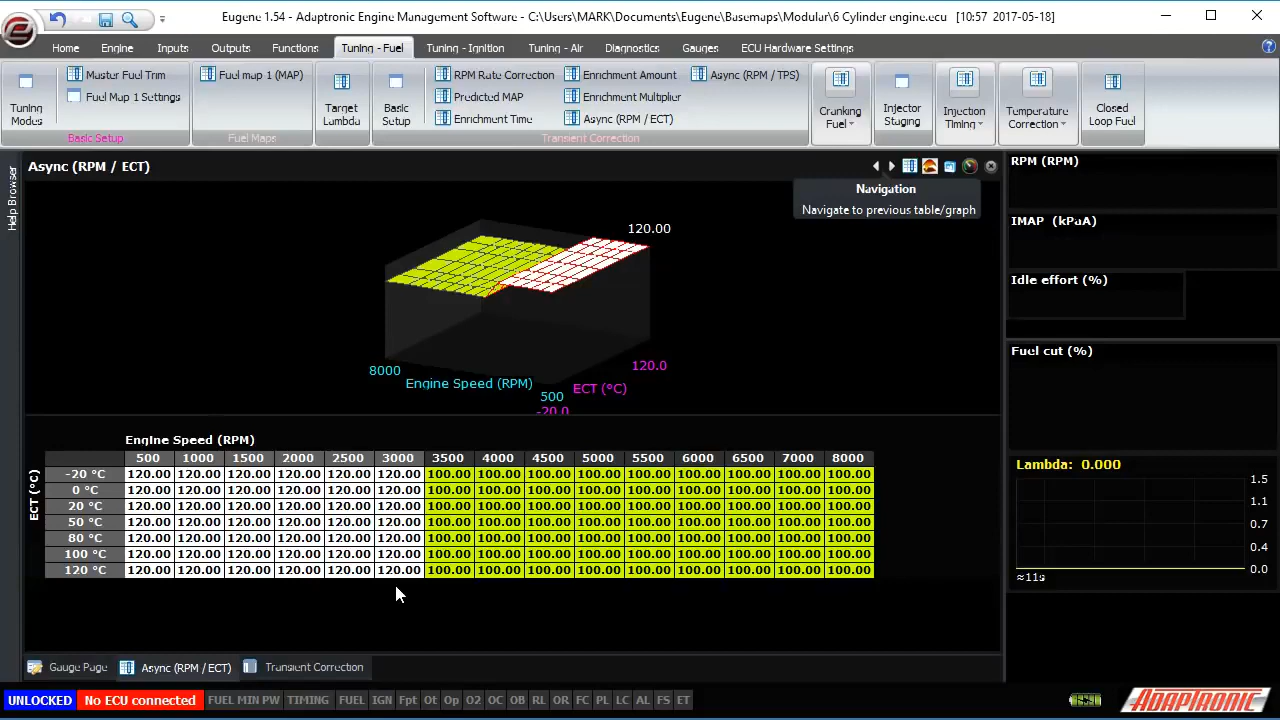 Eugene 1.54 - Adaptronic Engine Management Software - C:\Users\MARK\Documents\Eugene\Basemaps\Modular\6 Cylinder engine.ecu [10:57 2017-05-18]
Home Engine Inputs Outputs Functions Tuning - Fuel Tuning - Ignition Tuning - Air Diagnostics Gauges ECU Hardware Settings
Master Fuel Trim Fuel map 1 (MAP) RPM Rate Correction Enrichment Amount Async (RPM / TPS)
Fuel Map 1 Settings Predicted MAP Enrichment Multiplier
Enrichment Time Async (RPM / ECT)
Tuning Modes
Target Lambda
Basic Setup
Cranking Fuel
Injector Staging
Injection Timing
Temperature Correction
Closed Loop Fuel
Basic Setup Fuel Maps Transient Correction
Help Browser
Async (RPM / ECT)
Navigation
Navigate to previous table/graph
120.00
8000
Engine Speed (RPM)
500
ECT (°C)
-20.0
120.0
Engine Speed (RPM)
ECT (°C)
500 1000 1500 2000 2500 3000 3500 4000 4500 5000 5500 6000 6500 7000 8000
-20 °C 120.00 120.00 120.00 120.00 120.00 120.00 100.00 100.00 100.00 100.00 100.00 100.00 100.00 100.00 100.00
0 °C 120.00 120.00 120.00 120.00 120.00 120.00 100.00 100.00 100.00 100.00 100.00 100.00 100.00 100.00 100.00
20 °C 120.00 120.00 120.00 120.00 120.00 120.00 100.00 100.00 100.00 100.00 100.00 100.00 100.00 100.00 100.00
50 °C 120.00 120.00 120.00 120.00 120.00 120.00 100.00 100.00 100.00 100.00 100.00 100.00 100.00 100.00 100.00
80 °C 120.00 120.00 120.00 120.00 120.00 120.00 100.00 100.00 100.00 100.00 100.00 100.00 100.00 100.00 100.00
100 °C 120.00 120.00 120.00 120.00 120.00 120.00 100.00 100.00 100.00 100.00 100.00 100.00 100.00 100.00 100.00
120 °C 120.00 120.00 120.00 120.00 120.00 120.00 100.00 100.00 100.00 100.00 100.00 100.00 100.00 100.00 100.00
RPM (RPM)
IMAP (kPaA)
Idle effort (%)
Fuel cut (%)
Lambda: 0.000
1.5
1.1
0.7
0.4
0.0
≈11s
Gauge Page Async (RPM / ECT) Transient Correction
UNLOCKED No ECU connected FUEL MIN PW TIMING FUEL IGN Fpt Ot Op O2 OC OB RL OR FC PL LC AL FS ET
ADAPTRONIC